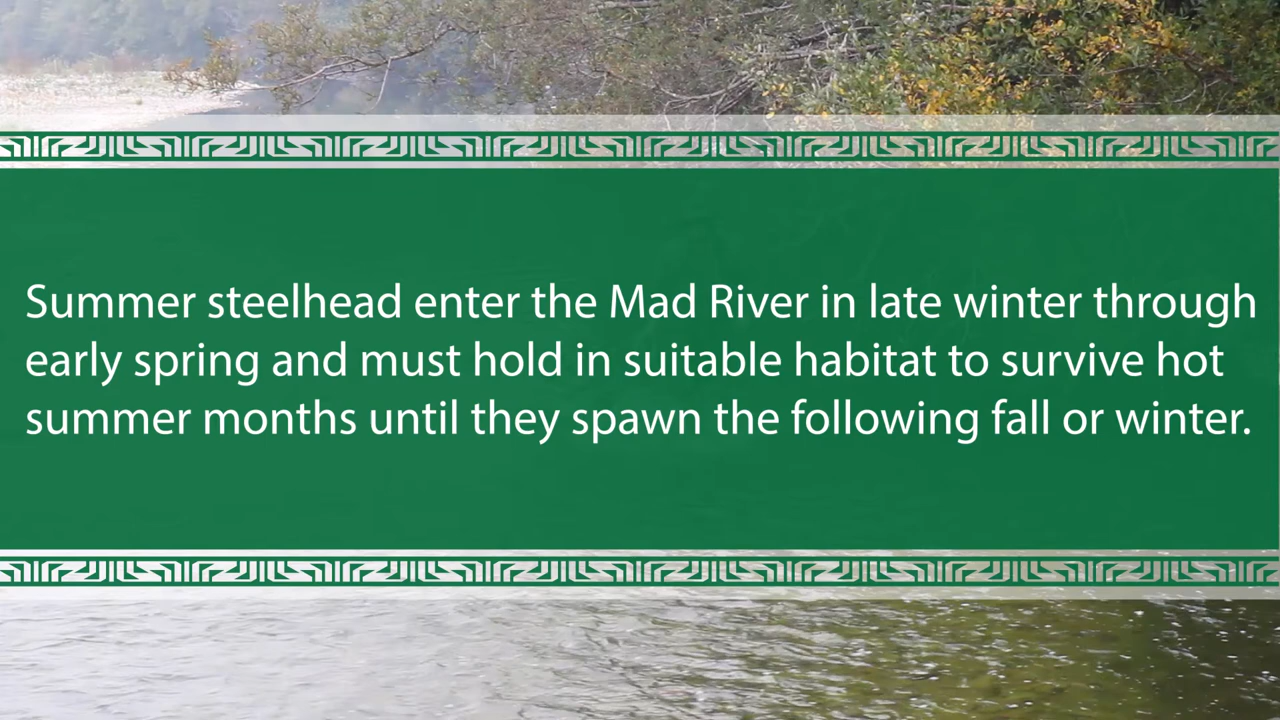 Summer steelhead enter the Mad River in late winter through
early spring and must hold in suitable habitat to survive hot
summer months until they spawn the following fall or winter.